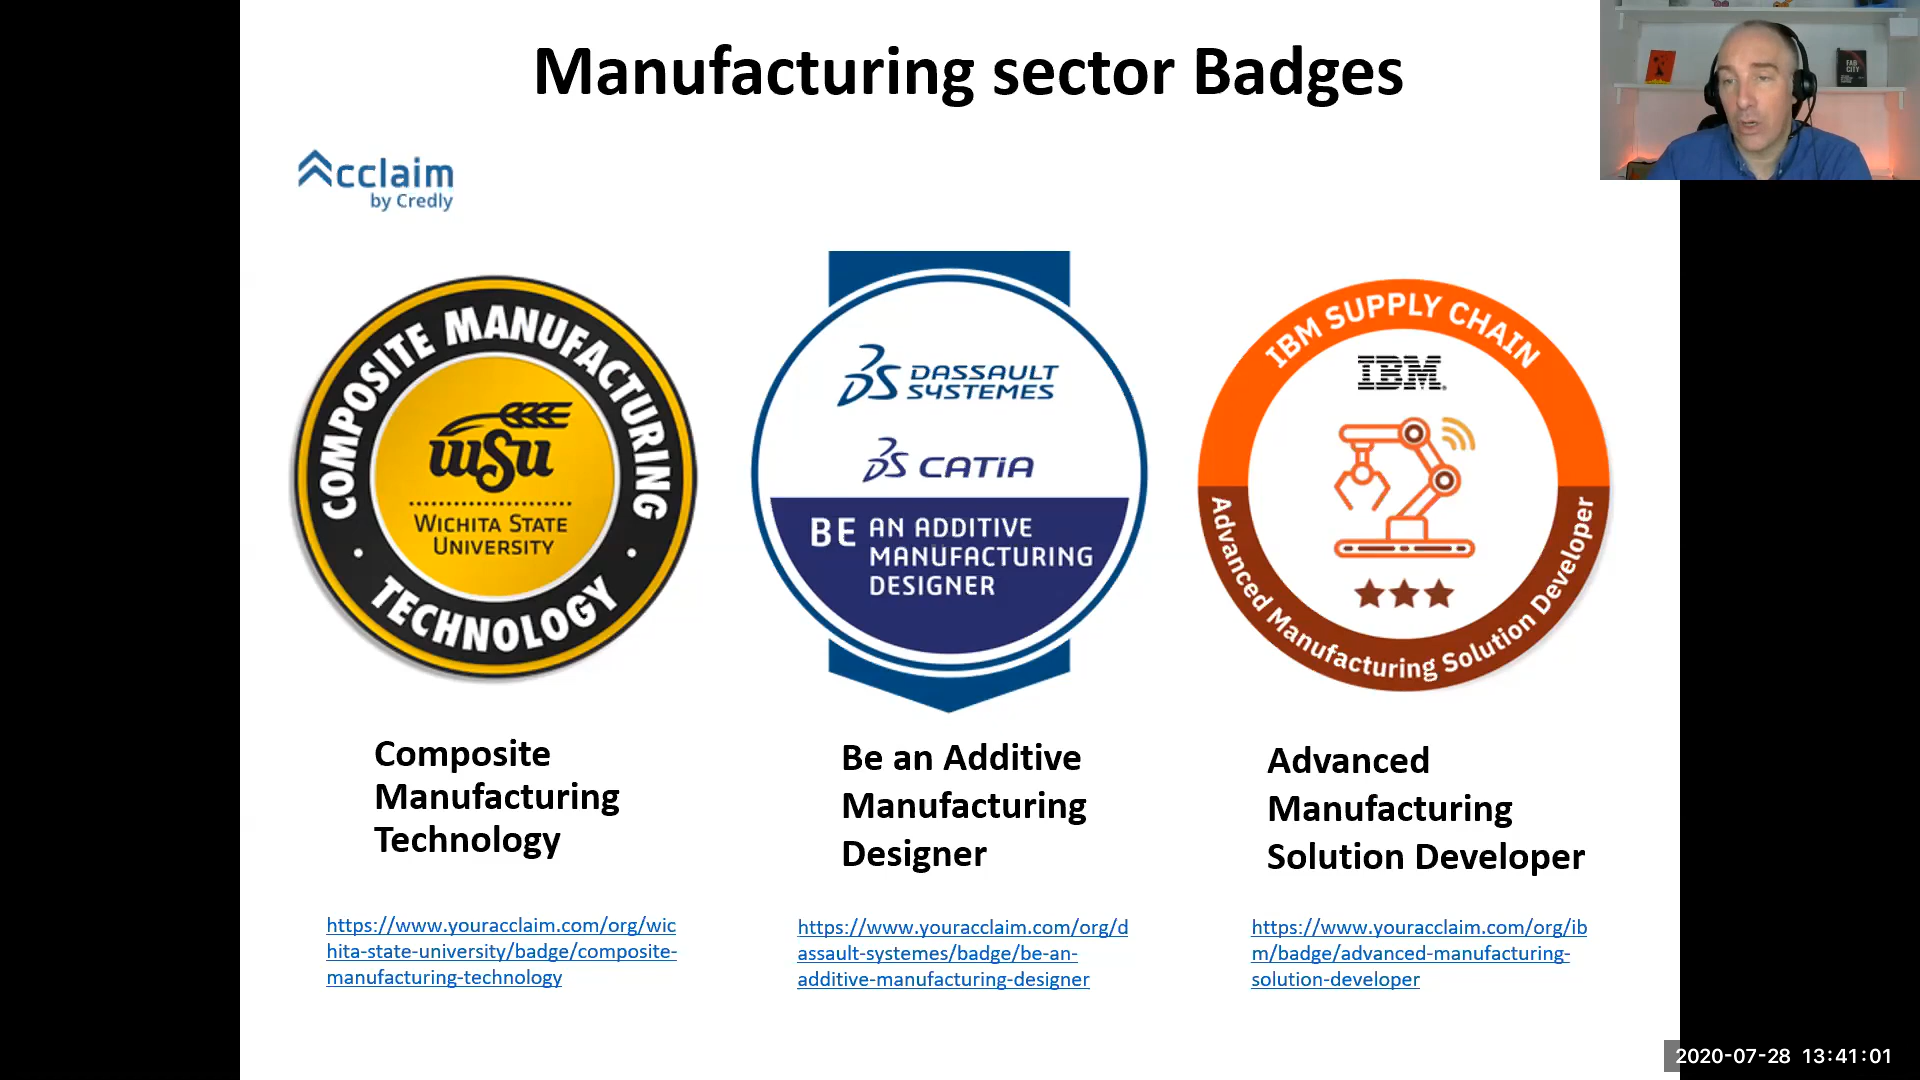 Manufacturing sector Badges
FAB
CITY
cclaim
by Credly
COMPOSITE MANUFACTURING
WSU
WICHITA STATE
UNIVERSITY
TECHNOLOGY
DASSAULT
SYSTEMES
CATIA
BE AN ADDITIVE
MANUFACTURING
DESIGNER
IBM SUPPLY CHAIN
IBM
Advanced Manufacturing Solution Developer
Composite
Manufacturing
Technology
Be an Additive
Manufacturing
Designer
Advanced
Manufacturing
Solution Developer
https://www.youracclaim.com/org/wic
hita-state-university/badge/composite-
manufacturing-technology
https://www.youracclaim.com/org/d
assault-systemes/badge/be-an-
additive-manufacturing-designer
https://www.youracclaim.com/org/ib
m/badge/advanced-manufacturing-
solution-developer
2020-07-28 13:41:01